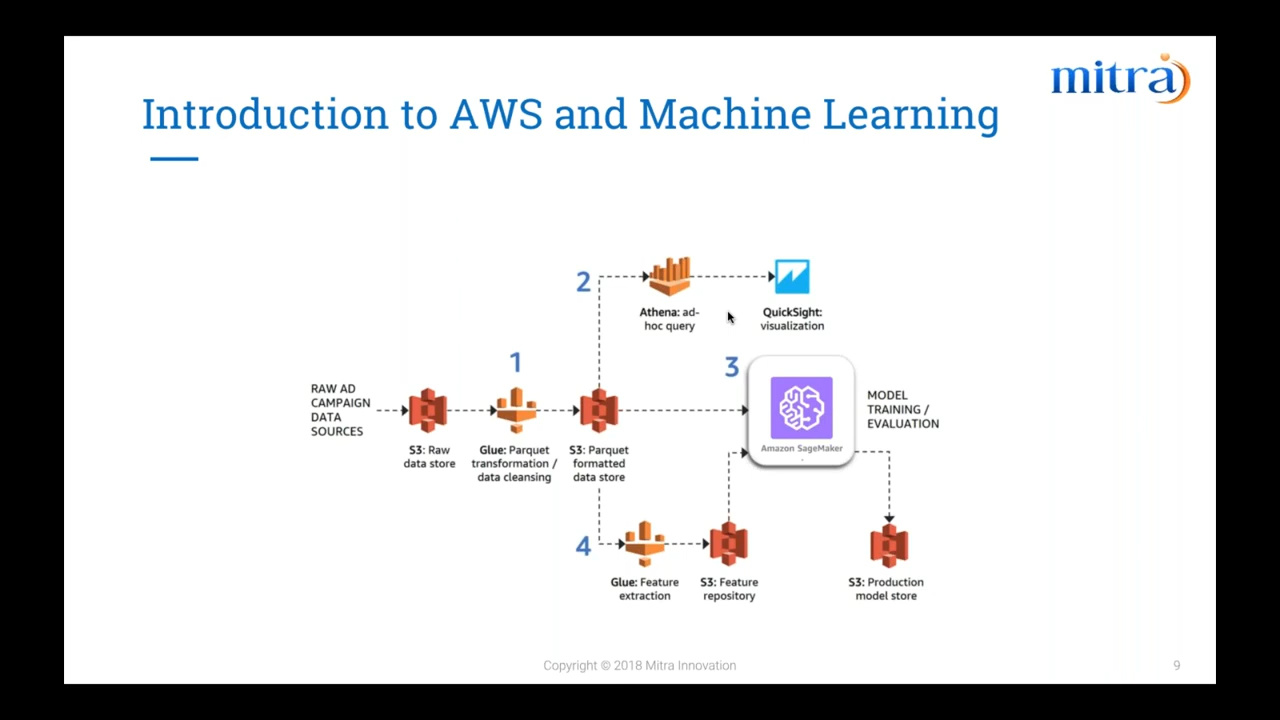 mitra
Introduction to AWS and Machine Learning
2
Athena: ad-
hoc query
QuickSight:
visualization
1
3
RAW AD
CAMPAIGN
DATA
SOURCES
MODEL
TRAINING /
EVALUATION
Amazon SageMaker
S3: Raw
data store
Glue: Parquet
transformation /
data cleansing
S3: Parquet
formatted
data store
4
Glue: Feature
extraction
S3: Feature
repository
S3: Production
model store
Copyright © 2018 Mitra Innovation
9